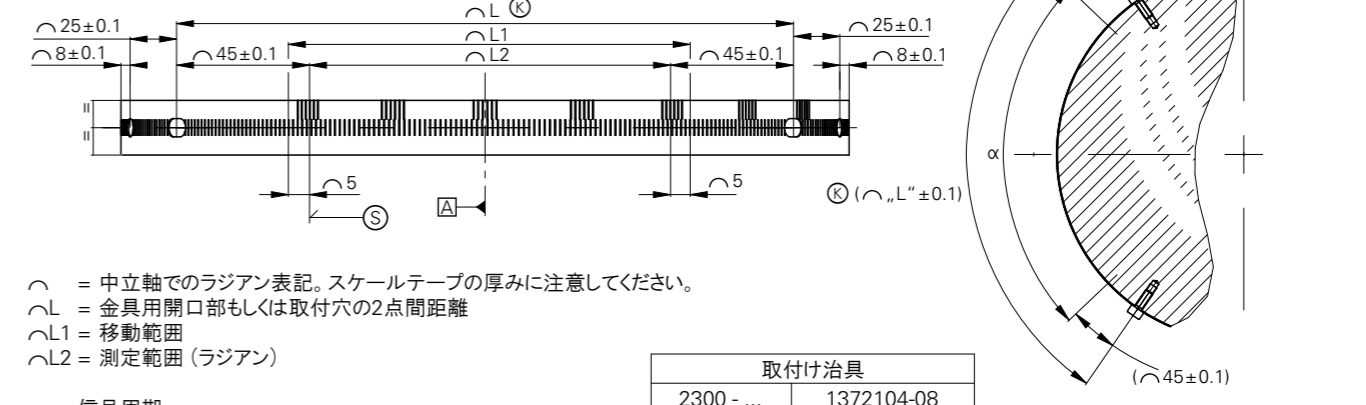 ⌒L Ⓚ
⌒25±0.1 ⌒L1 ⌒25±0.1
⌒8±0.1 ⌒45±0.1 ⌒L2 ⌒45±0.1 ⌒8±0.1
= =
α
⌒5 ⌒5
Ⓚ (⌒„L“±0.1)
A
Ⓢ
⌒ = 中立軸でのラジアン表記。スケールテープの厚みに注意してください。
⌒L = 金具用開口部もしくは取付穴の2点間距離
⌒L1 = 移動範囲
⌒L2 = 測定範囲 (ラジアン)
(⌒45±0.1)
取付け治具
2300 - ... 1372104-08